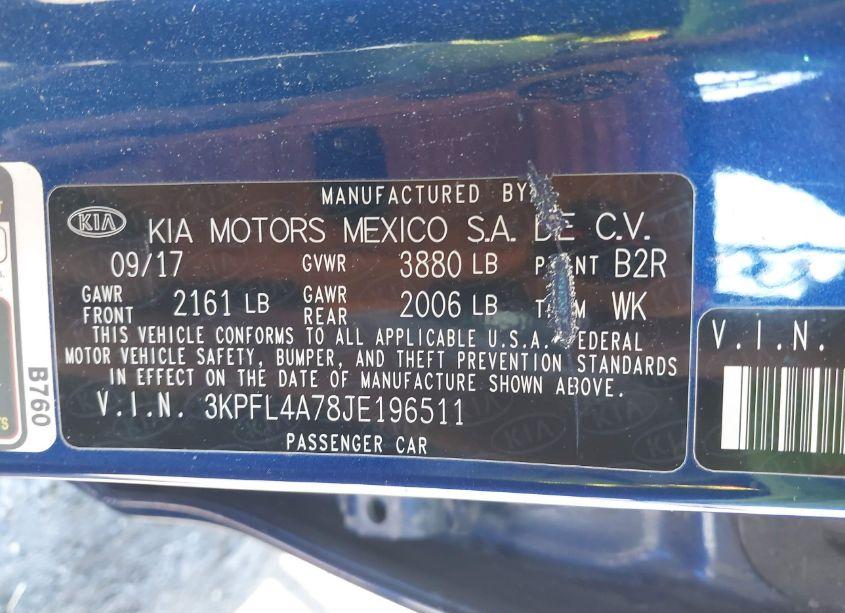 MANUFACTURED BY
KIA KIA MOTORS MEXICO S.A. DE C.V.
09/17 GVWR 3880 LB B2R
GAWR FRONT 2161 LB GAWR REAR 2006 LB WK
THIS VEHICLE CONFORMS TO ALL APPLICABLE U.S.A. FEDERAL
MOTOR VEHICLE SAFETY, BUMPER, AND THEFT PREVENTION STANDARDS
IN EFFECT ON THE DATE OF MANUFACTURE SHOWN ABOVE.
V.I.N. 3KPFL4A78JE196511
PASSENGER CAR
B760
V.I.N.